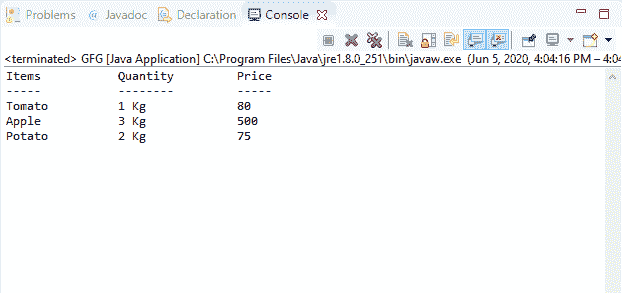 Problems @ Javadoc Declaration Console
<terminated> GFG [Java Application] C:\Program Files\Java\jre1.8.0_251\bin\javaw.exe (Jun 5, 2020, 4:04:16 PM – 4:04
Items Quantity Price
----- -------- -----
Tomato 1 Kg 80
Apple 3 Kg 500
Potato 2 Kg 75